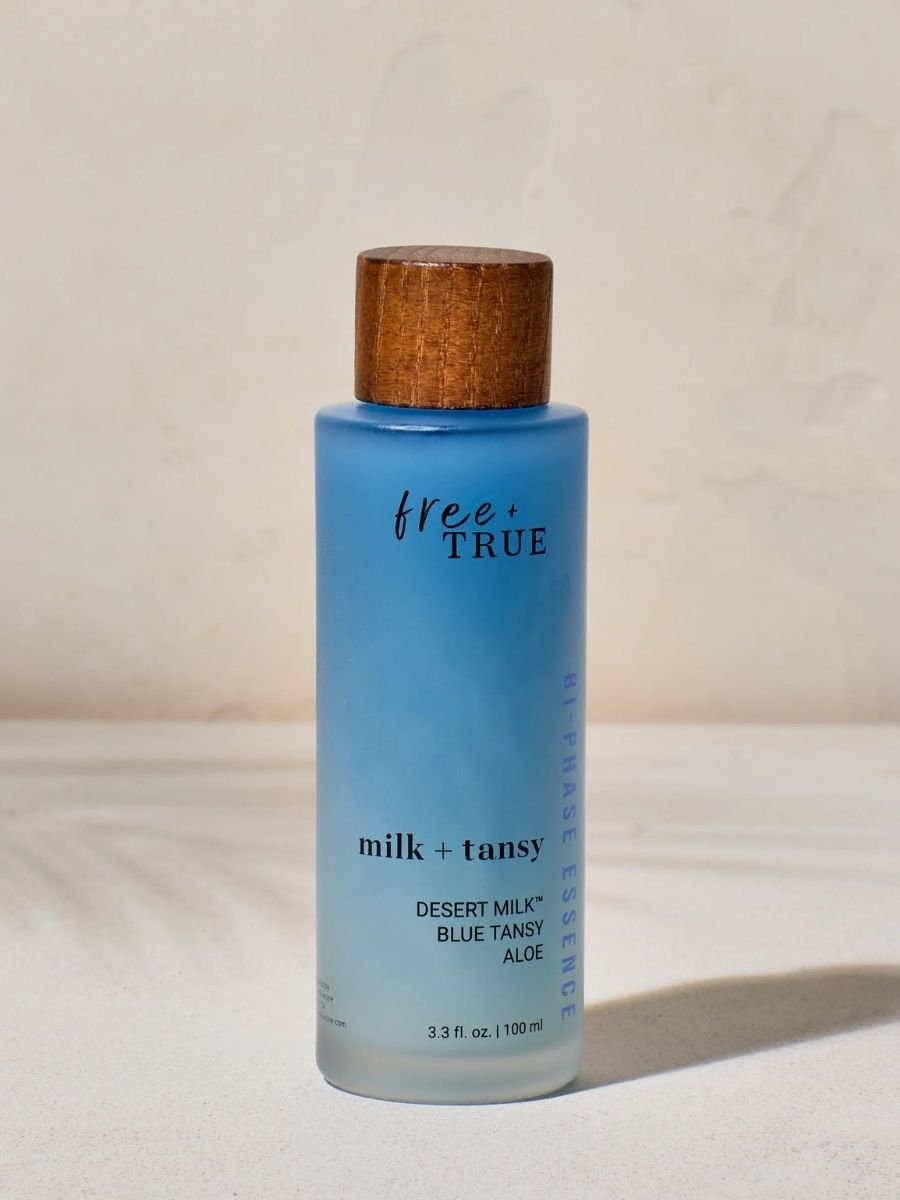 free +
TRUE
milk + tansy
DESERT MILK™
BLUE TANSY
ALOE
3.3 fl. oz. | 100 ml
BI-PHASE ESSENCE